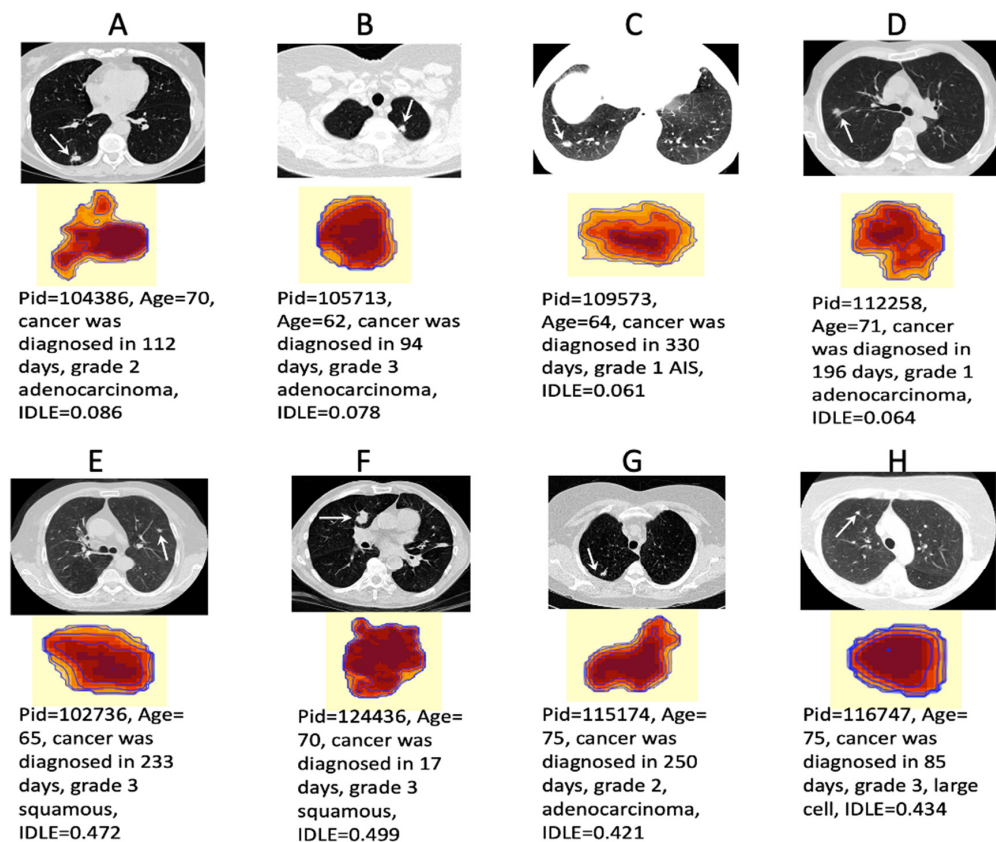 A
B
C
D
Pid=104386, Age=70,
cancer was
diagnosed in 112
days, grade 2
adenocarcinoma,
IDLE=0.086
Pid=105713,
Age=62, cancer was
diagnosed in 94
days, grade 3
adenocarcinoma,
IDLE=0.078
Pid=109573,
Age=64, cancer was
diagnosed in 330
days, grade 1 AIS,
IDLE=0.061
Pid=112258,
Age=71, cancer
was diagnosed in
196 days, grade 1
adenocarcinoma,
IDLE=0.064
E
F
G
H
Pid=102736, Age=
65, cancer was
diagnosed in 233
days, grade 3
squamous,
IDLE=0.472
Pid=124436, Age=
70, cancer was
diagnosed in 17
days, grade 3
squamous,
IDLE=0.499
Pid=115174, Age=
75, cancer was
diagnosed in 250
days, grade 2,
adenocarcinoma,
IDLE=0.421
Pid=116747, Age=
75, cancer was
diagnosed in 85
days, grade 3, large
cell, IDLE=0.434